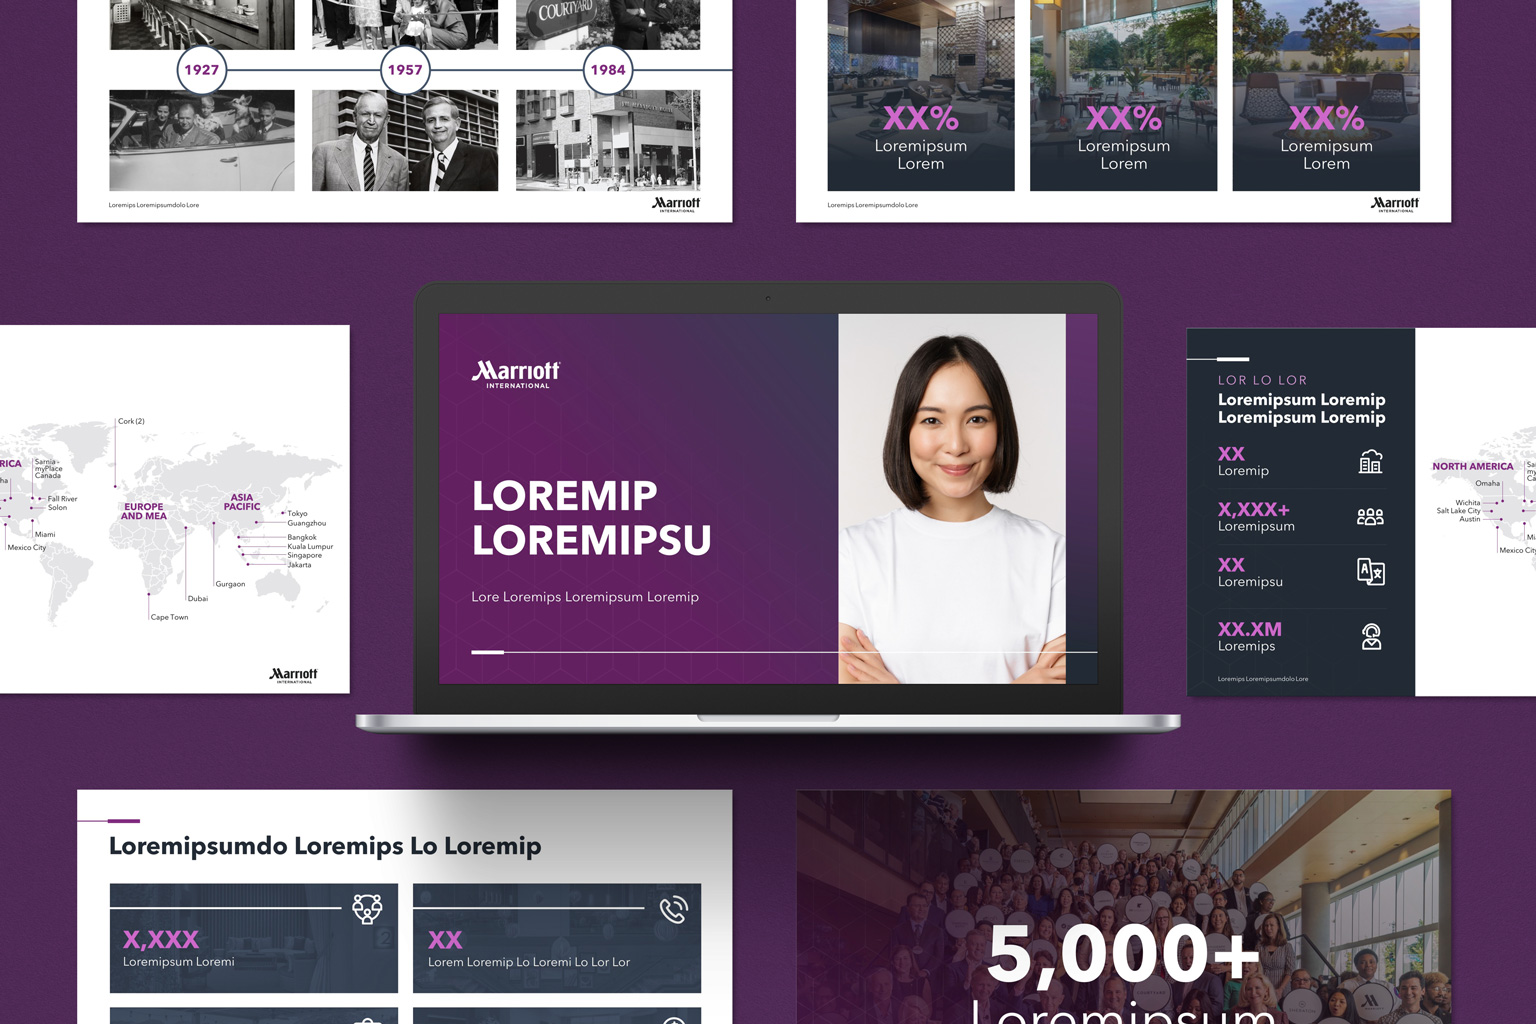 COURTYARD
1927
1957
1984
Loremips Loremipsumdolo Lore
Marriott
INTERNATIONAL
XX%
Loremipsum
Lorem
XX%
Loremipsum
Lorem
XX%
Loremipsum
Lorem
Loremips Loremipsumdolo Lore
Marriott
INTERNATIONAL
Cork (2)
RICA
Sarnia -
myPlace
Canada
ha
Fall River
Solon
Miami
Mexico City
EUROPE
AND MEA
ASIA
PACIFIC
Tokyo
Guangzhou
Bangkok
Kuala Lumpur
Singapore
Jakarta
Gurgaon
Dubai
Cape Town
Marriott
INTERNATIONAL
Marriott
INTERNATIONAL
LOREMIP
LOREMIPSU
Lore Loremips Loremipsum Loremip
LOR LO LOR
Loremipsum Loremip
Loremipsum Loremip
XX
Loremip
X,XXX+
Loremipsum
XX
Loremipsu
XX.XM
Loremips
Loremips Loremipsumdolo Lore
NORTH AMERICA
Omaha
Wichita
Salt Lake City
Austin
Mexico City
Loremipsumdo Loremips Lo Loremip
X,XXX
Loremipsum Loremi
XX
Lorem Loremip Lo Loremi Lo Lor Lor
5,000+
Loremipsum